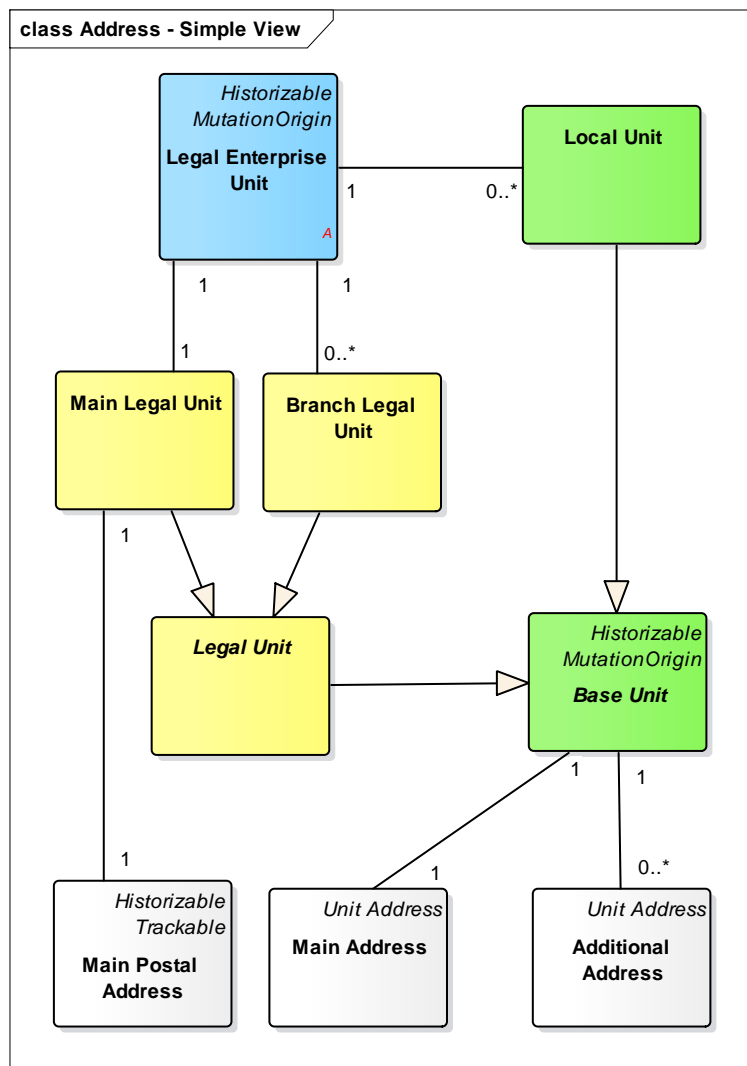 class Address - Simple View
Historizable
MutationOrigin
Legal Enterprise
Unit
A
Local Unit
1
0..*
1
1
1
0..*
Main Legal Unit
Branch Legal
Unit
1
Legal Unit
Historizable
MutationOrigin
Base Unit
1
1
1
1
0..*
Historizable
Trackable
Main Postal
Address
Unit Address
Main Address
Unit Address
Additional
Address